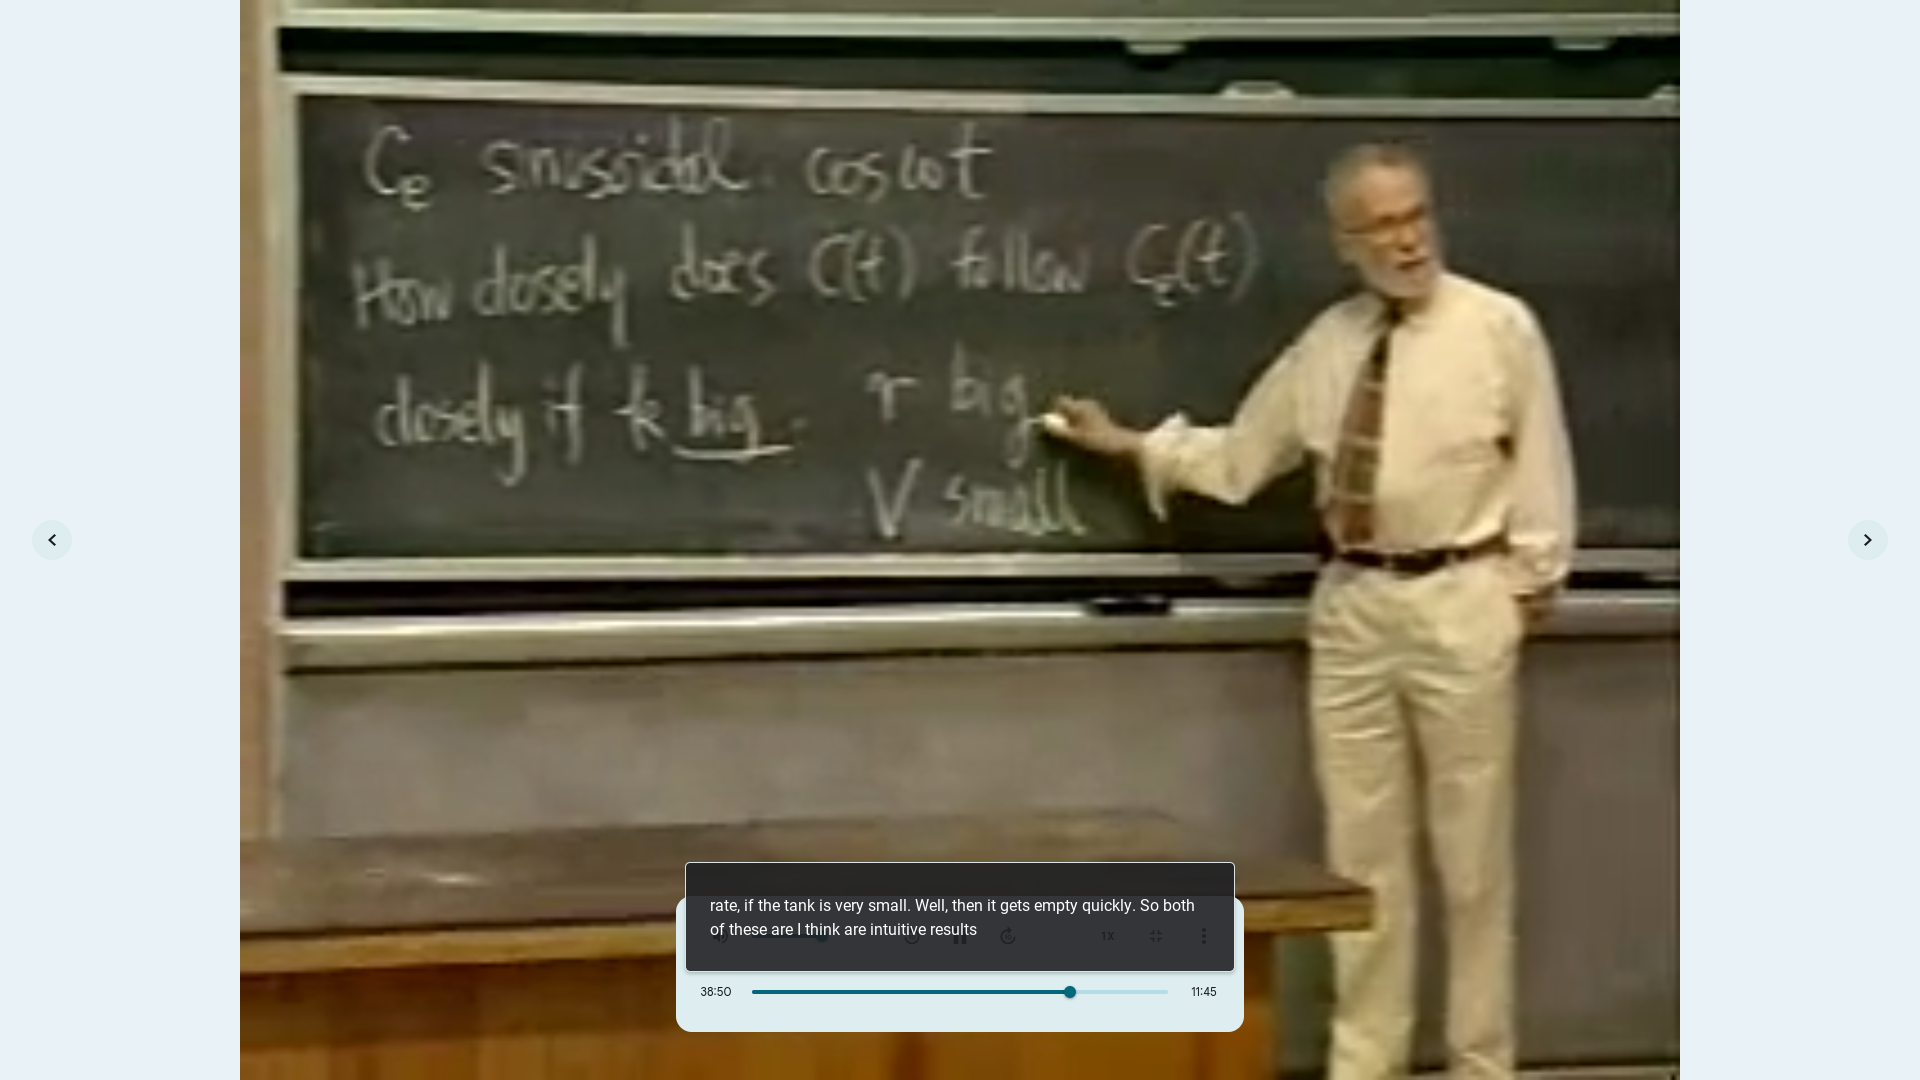 Ce sinusoidal. cos ωt
How closely does C(t) follow Ce(t)
closely if k big. r big
V small
rate, if the tank is very small. Well, then it gets empty quickly. So both
of these are I think are intuitive results
1X
38:50 11:45